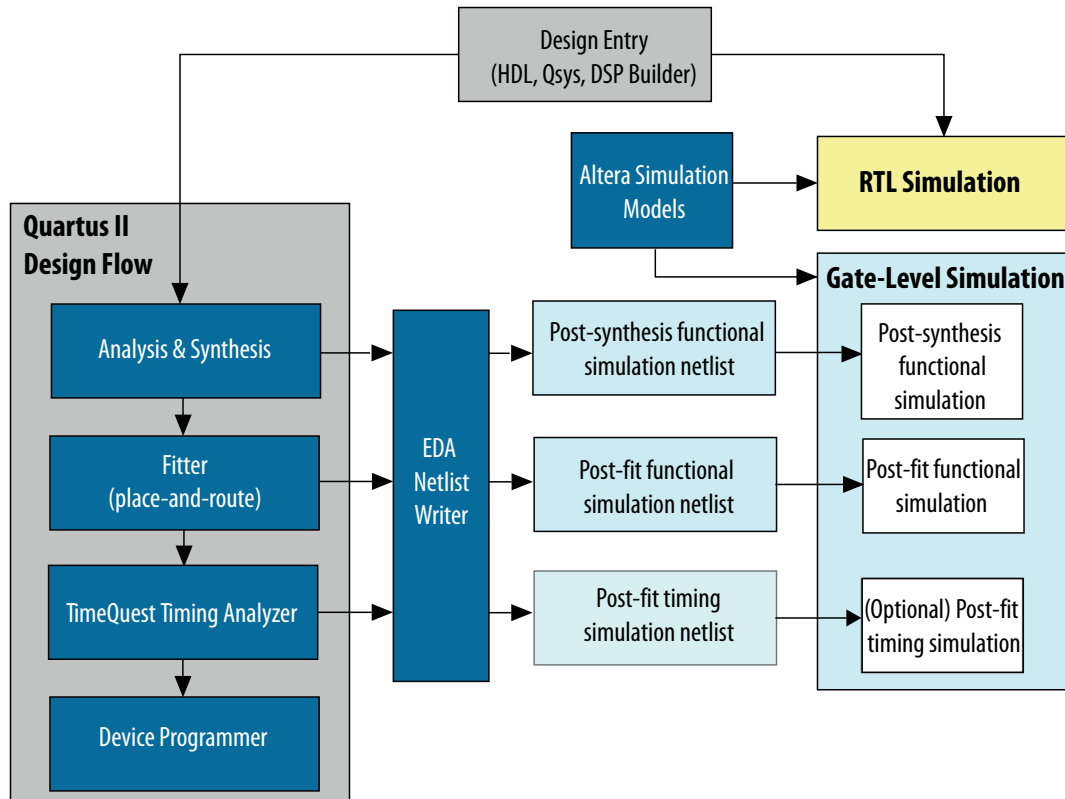 Design Entry
(HDL, Qsys, DSP Builder)
Altera Simulation
Models
RTL Simulation
Quartus II
Design Flow
Gate-Level Simulation
Analysis & Synthesis
Post-synthesis functional
simulation netlist
Post-synthesis
functional
simulation
EDA
Netlist
Writer
Fitter
(place-and-route)
Post-fit functional
simulation netlist
Post-fit functional
simulation
TimeQuest Timing Analyzer
Post-fit timing
simulation netlist
(Optional) Post-fit
timing simulation
Device Programmer